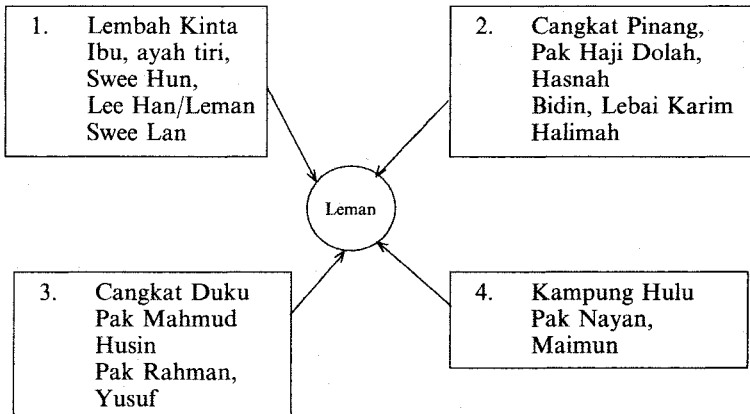 1. Lembah Kinta
Ibu, ayah tiri,
Swee Hun,
Lee Han/Leman
Swee Lan
2. Cangkat Pinang,
Pak Haji Dolah,
Hasnah
Bidin, Lebai Karim
Halimah
Leman
3. Cangkat Duku
Pak Mahmud
Husin
Pak Rahman,
Yusuf
4. Kampung Hulu
Pak Nayan,
Maimun